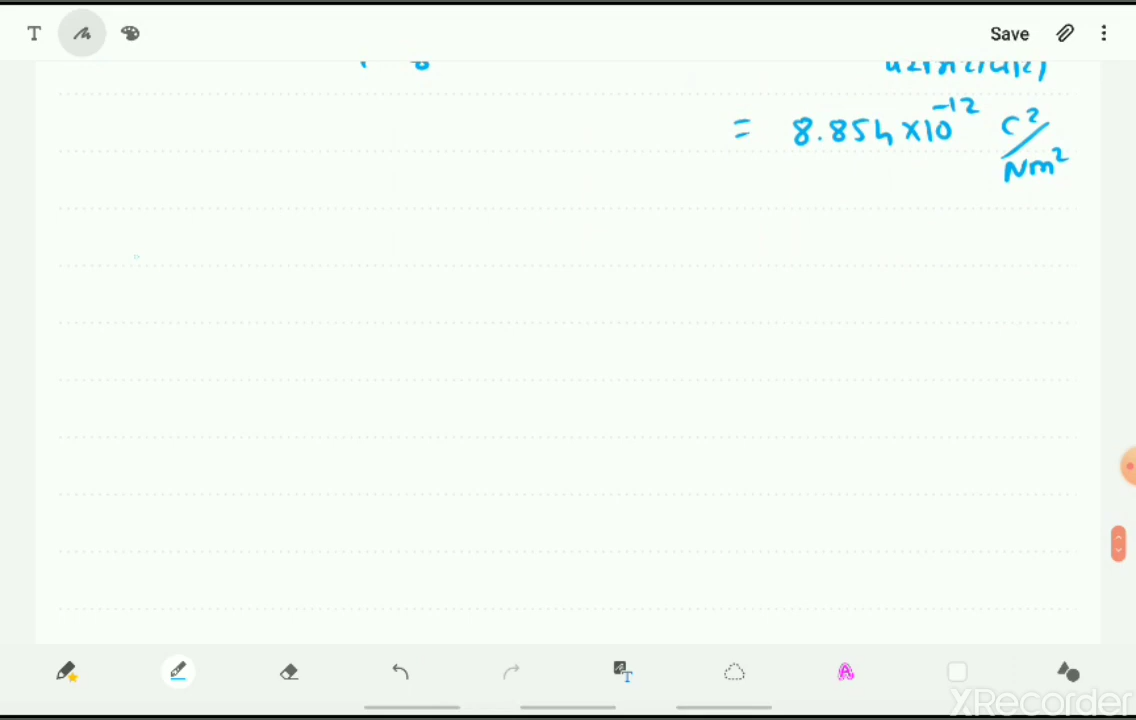 T Save
= 8.854×10⁻¹² C²/Nm²
T
A
XRecorder